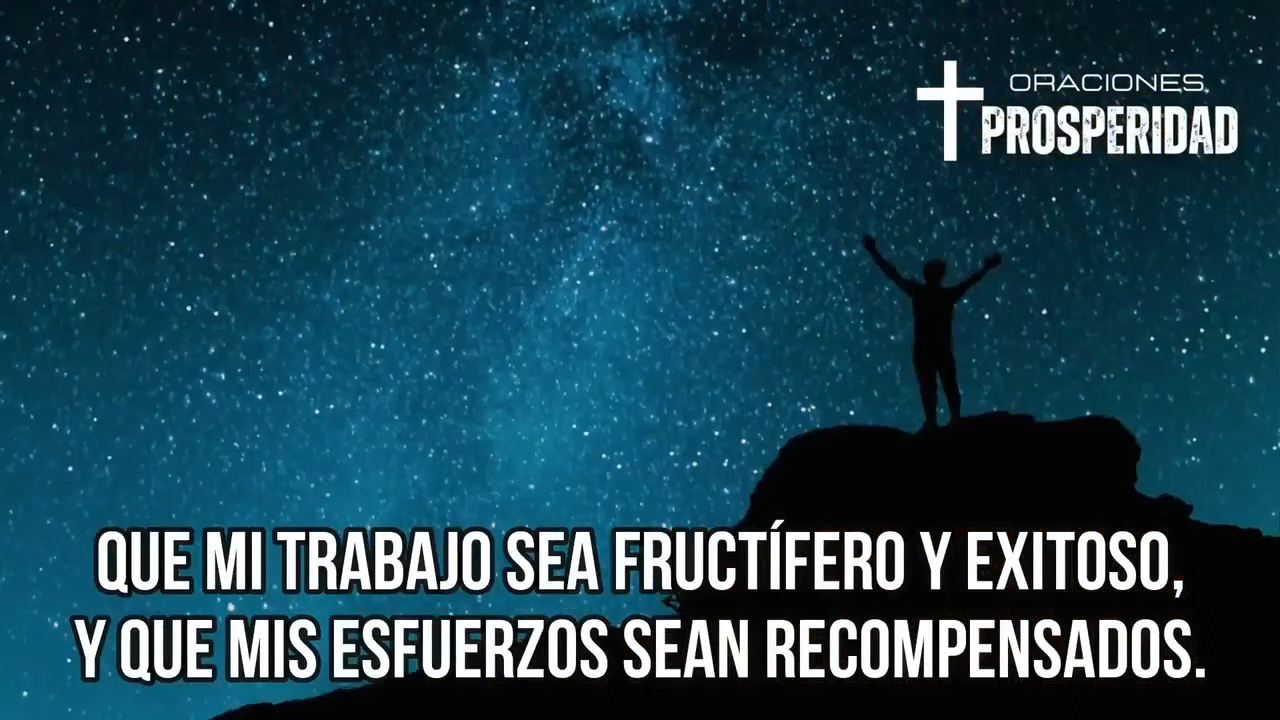 ORACIONES
PROSPERIDAD
QUE MI TRABAJO SEA FRUCTÍFERO Y EXITOSO,
Y QUE MIS ESFUERZOS SEAN RECOMPENSADOS.